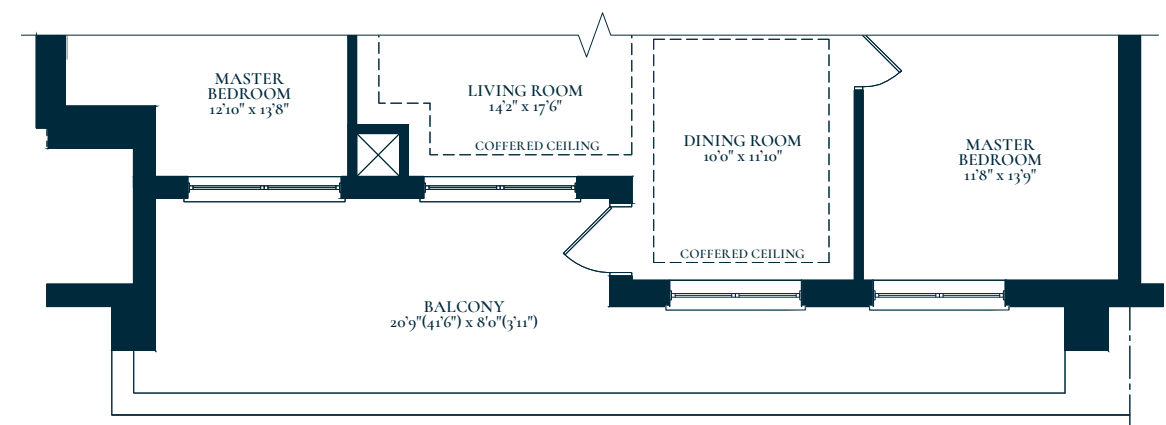 MASTER
BEDROOM
12'10" x 13'8"
LIVING ROOM
14'2" x 17'6"
COFFERED CEILING
DINING ROOM
10'0" x 11'10"
COFFERED CEILING
MASTER
BEDROOM
11'8" x 13'9"
BALCONY
20'9"(41'6") x 8'0"(3'11")